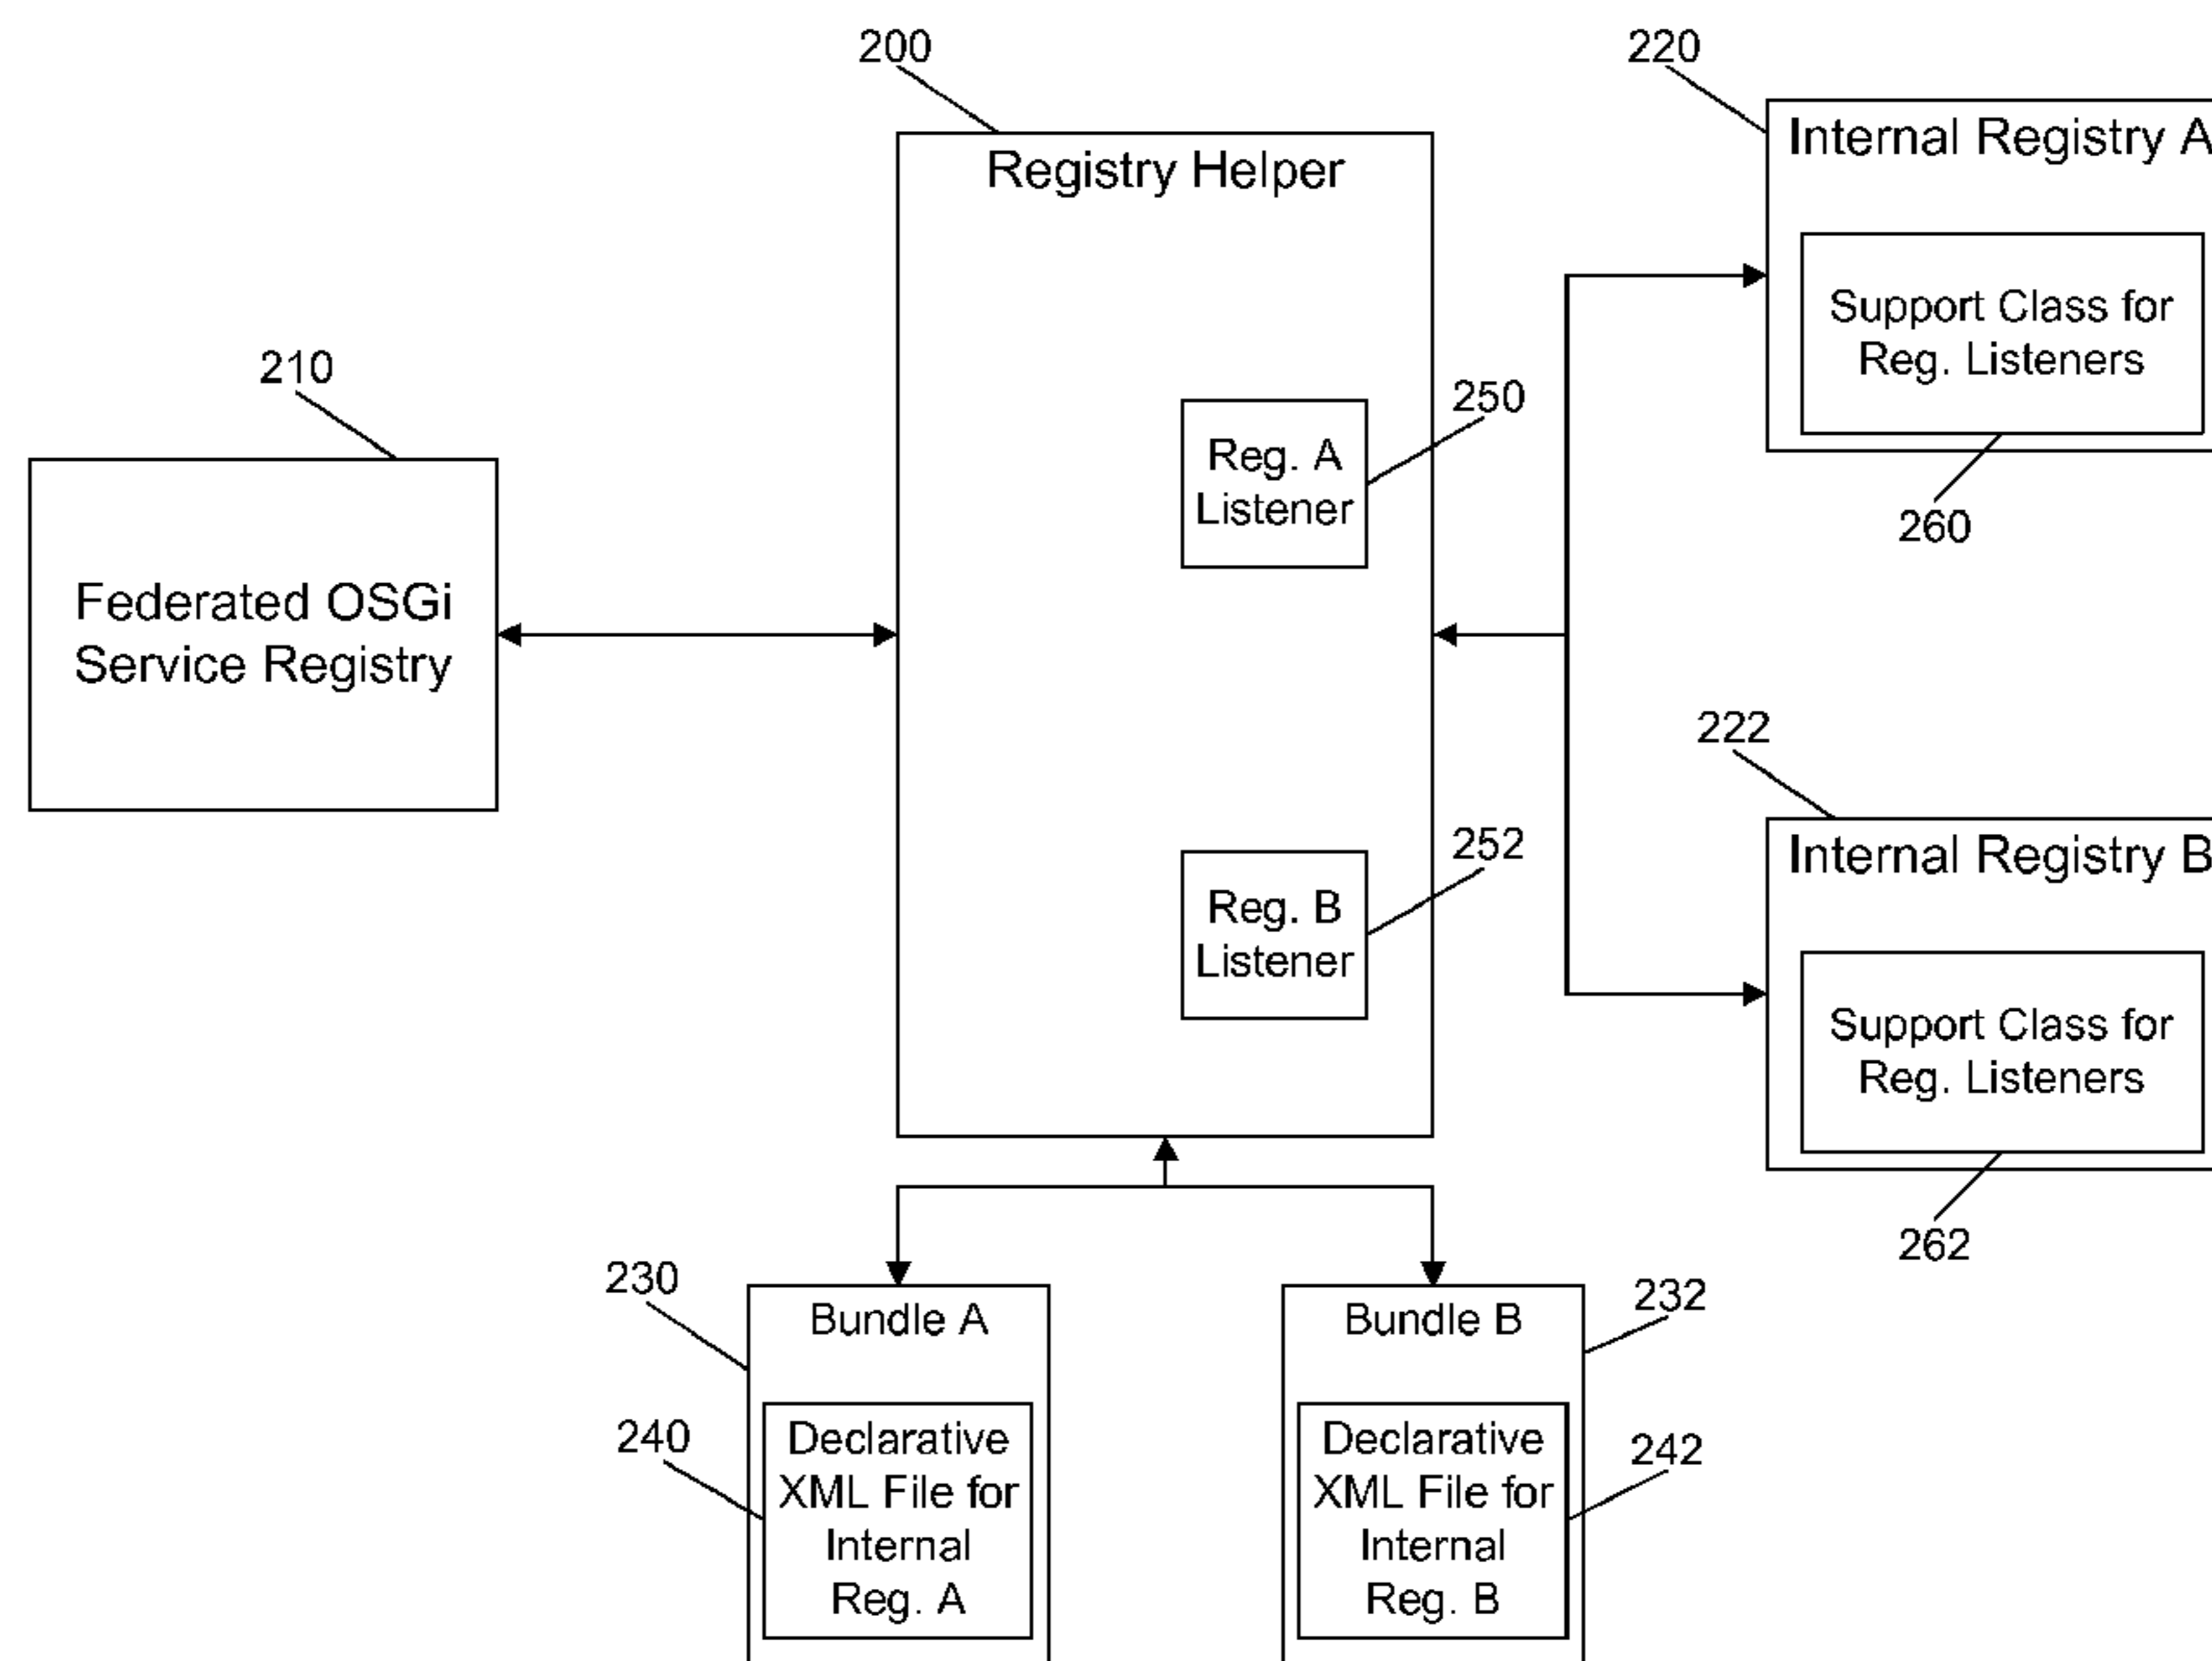 200
220
Registry Helper
Internal Registry A
Support Class for
Reg. Listeners
210
250
Reg. A
Listener
260
Federated OSGi
Service Registry
222
252
Internal Registry B
Reg. B
Listener
Support Class for
Reg. Listeners
262
230
Bundle A
Bundle B
232
240
Declarative
XML File for
Internal
Reg. A
Declarative
XML File for
Internal
Reg. B
242